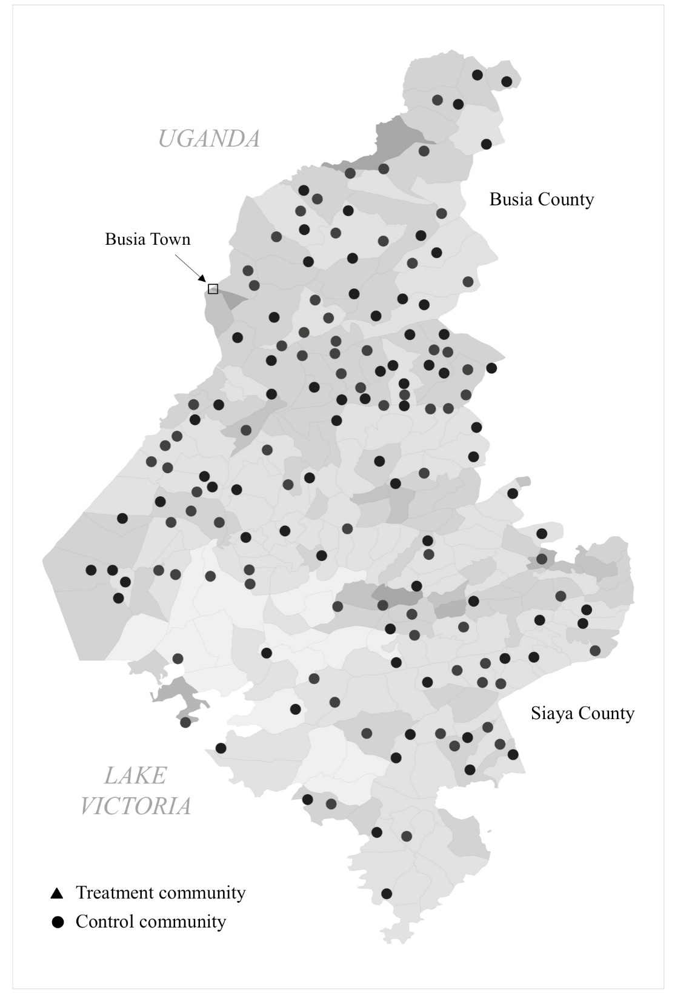 UGANDA
Busia County
Busia Town
Siaya County
LAKE
VICTORIA
Treatment community
Control community